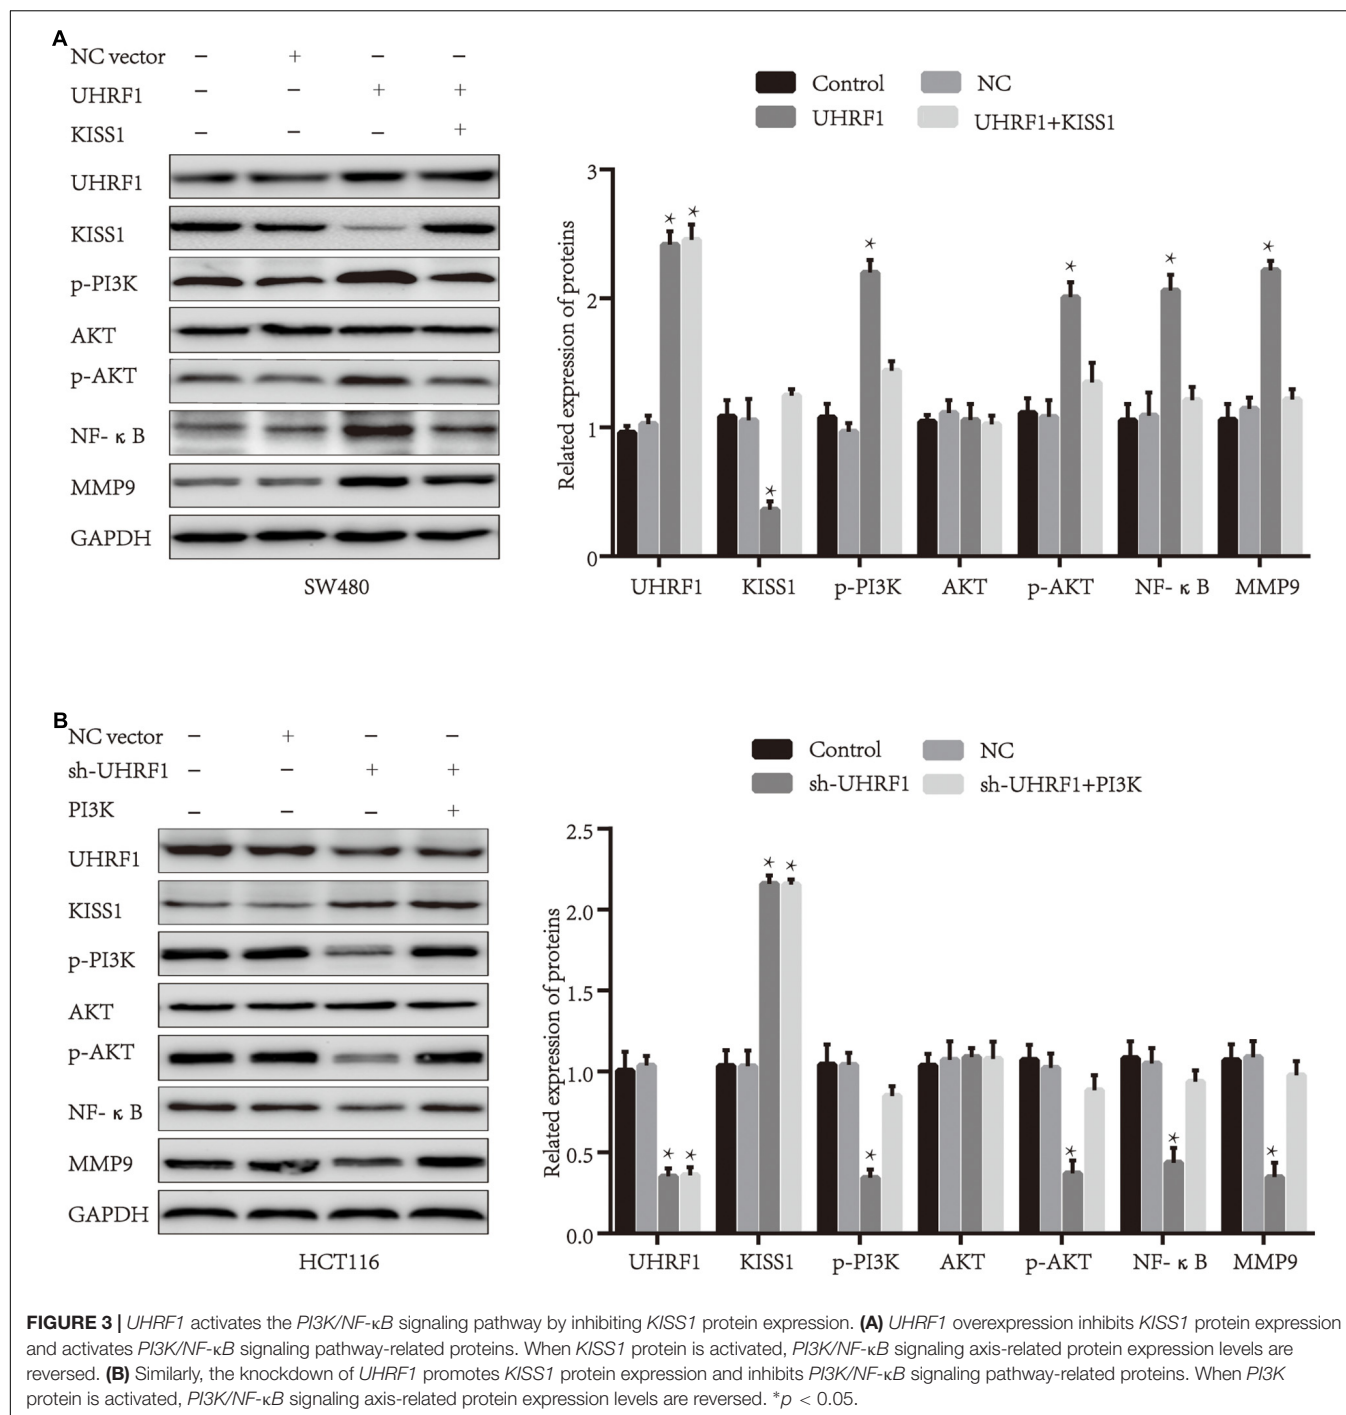 A
NC vector – + – –
UHRF1 – – + +
KISS1 – – – +
UHRF1
KISS1
p-PI3K
AKT
p-AKT
NF- κ B
MMP9
GAPDH
SW480
Control NC
UHRF1 UHRF1+KISS1
Related expression of proteins
3
2
1
0
* * * * * * *
UHRF1 KISS1 p-PI3K AKT p-AKT NF- κ B MMP9
B
NC vector – + – –
sh-UHRF1 – – + +
PI3K – – – +
UHRF1
KISS1
p-PI3K
AKT
p-AKT
NF- κ B
MMP9
GAPDH
HCT116
Control NC
sh-UHRF1 sh-UHRF1+PI3K
Related expression of proteins
2.5
2.0
1.5
1.0
0.5
0.0
* * * * * * * *
UHRF1 KISS1 p-PI3K AKT p-AKT NF- κ B MMP9
FIGURE 3 | UHRF1 activates the PI3K/NF-κB signaling pathway by inhibiting KISS1 protein expression. (A) UHRF1 overexpression inhibits KISS1 protein expression
and activates PI3K/NF-κB signaling pathway-related proteins. When KISS1 protein is activated, PI3K/NF-κB signaling axis-related protein expression levels are
reversed. (B) Similarly, the knockdown of UHRF1 promotes KISS1 protein expression and inhibits PI3K/NF-κB signaling pathway-related proteins. When PI3K
protein is activated, PI3K/NF-κB signaling axis-related protein expression levels are reversed. *p < 0.05.